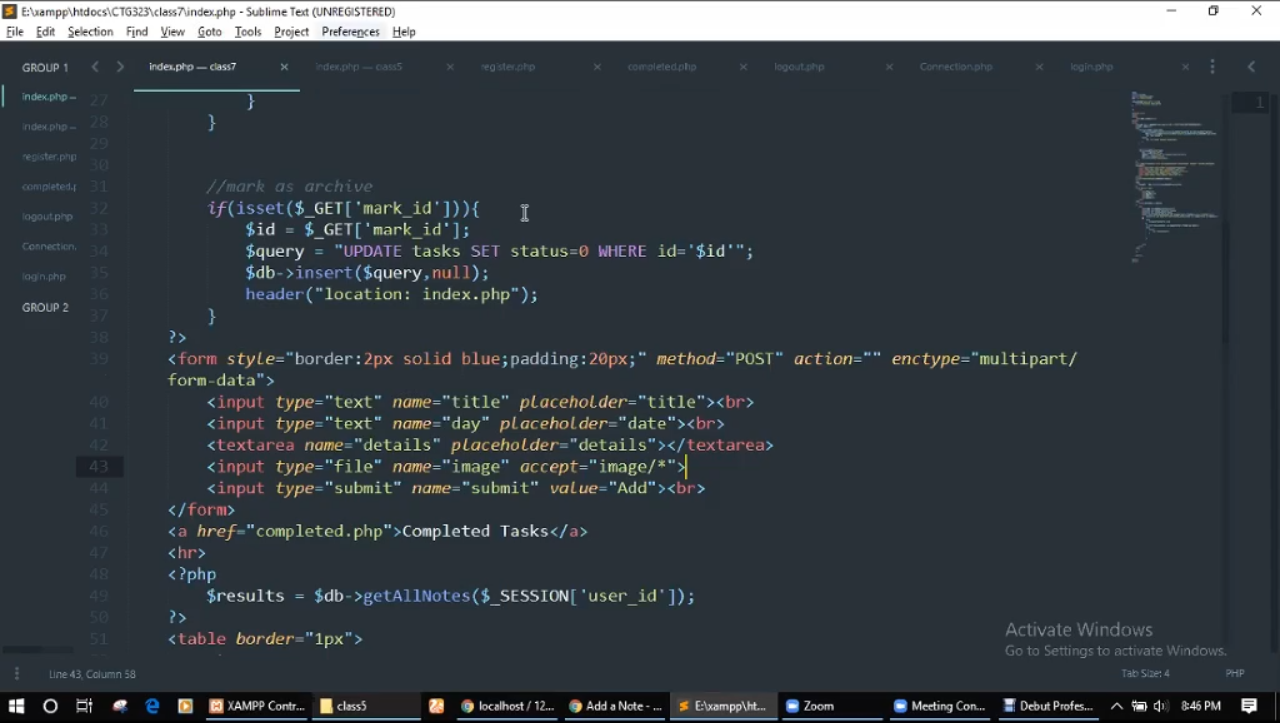 E:\xampp\htdocs\CTG323\class7\index.php - Sublime Text (UNREGISTERED)
File Edit Selection Find View Goto Tools Project Preferences Help
GROUP 1
index.php —
index.php —
register.php
completed.p
logout.php
Connection.
login.php
GROUP 2
index.php — class7
index.php — class5
register.php
completed.php
logout.php
Connection.php
login.php
27 }
28 }
29
30
31 //mark as archive
32 if(isset($_GET['mark_id'])){
33 $id = $_GET['mark_id'];
34 $query = "UPDATE tasks SET status=0 WHERE id='$id'";
35 $db->insert($query,null);
36 header("location: index.php");
37 }
38 ?>
39 <form style="border:2px solid blue;padding:20px;" method="POST" action="" enctype="multipart/
form-data">
40 <input type="text" name="title" placeholder="title"><br>
41 <input type="text" name="day" placeholder="date"><br>
42 <textarea name="details" placeholder="details"></textarea>
43 <input type="file" name="image" accept="image/*">
44 <input type="submit" name="submit" value="Add"><br>
45 </form>
46 <a href="completed.php">Completed Tasks</a>
47 <hr>
48 <?php
49 $results = $db->getAllNotes($_SESSION['user_id']);
50 ?>
51 <table border="1px">
1
Activate Windows
Go to Settings to activate Windows.
Line 43, Column 58
Tab Size: 4
PHP
XAMPP Contr...
class5
localhost / 12...
Add a Note - ...
E:\xampp\ht...
Zoom
Meeting Con...
Debut Profes...
8:46 PM